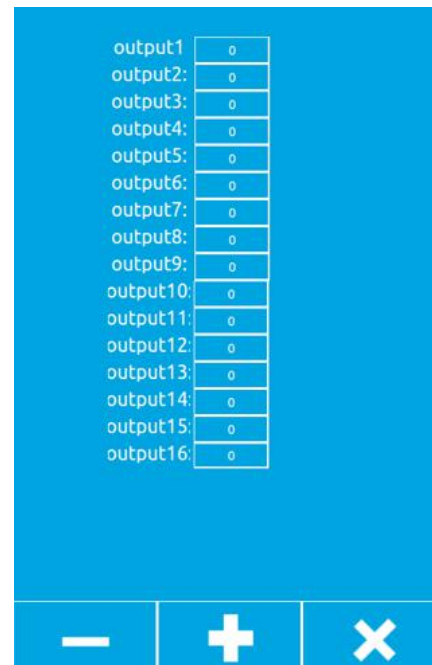 output1 0
output2: 0
output3: 0
output4: 0
output5: 0
output6: 0
output7: 0
output8: 0
output9: 0
output10: 0
output11: 0
output12: 0
output13: 0
output14: 0
output15: 0
output16: 0